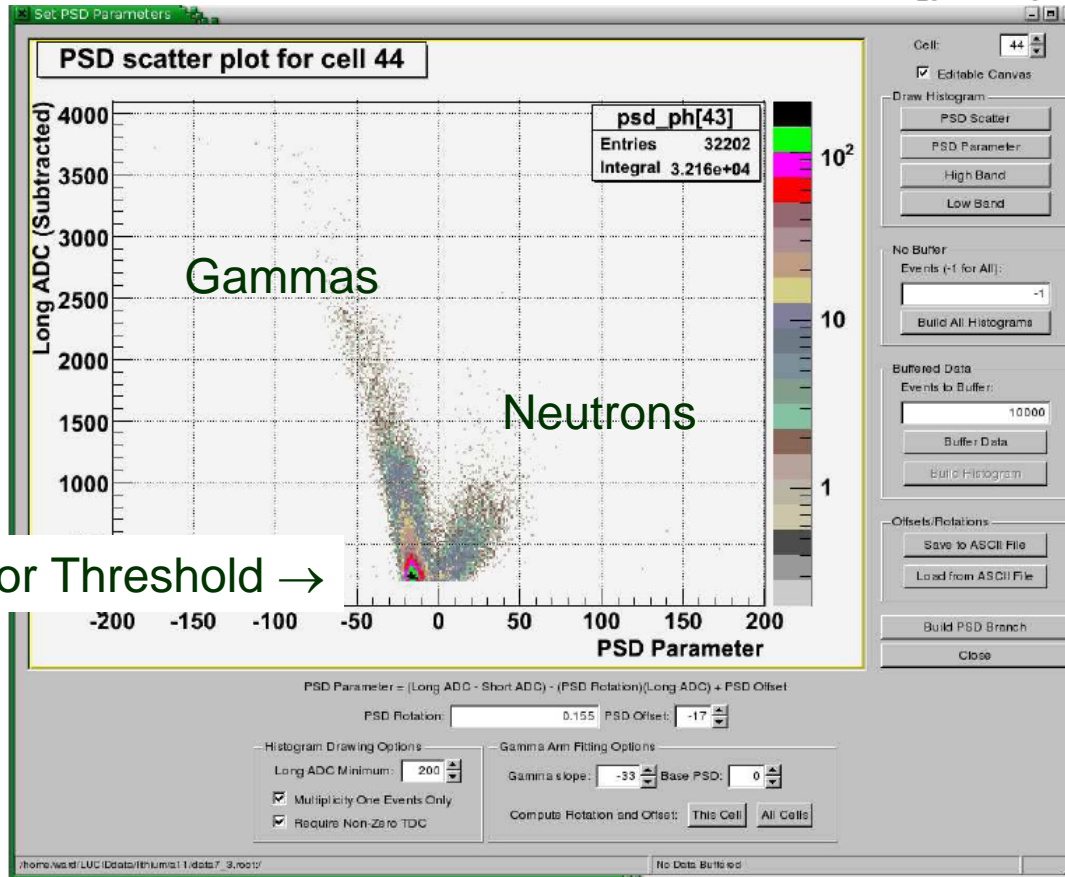 Set PSD Parameters
PSD scatter plot for cell 44
Long ADC (Subtracted)
4000
3500
3000
2500
2000
1500
1000
psd_ph[43]
Entries 32202
Integral 3.216e+04
10²
10
1
Gammas
Neutrons
or Threshold →
-200 -150 -100 -50 0 50 100 150 200
PSD Parameter
Cell: 44
Editable Canvas
Draw Histogram
PSD Scatter
PSD Parameter
High Band
Low Band
No Buffer
Events (-1 for All):
-1
Build All Histograms
Buffered Data
Events to Buffer:
10000
Buffer Data
Build Histogram
Offsets/Rotations
Save to ASCII File
Load from ASCII File
Build PSD Branch
Close
PSD Parameter = (Long ADC - Short ADC) - (PSD Rotation)(Long ADC) + PSD Offset
PSD Rotation: 0.155 PSD Offset: -17
Histogram Drawing Options
Long ADC Minimum: 200
Multiplicity One Events Only
Require Non-Zero TDC
Gamma Arm Fitting Options
Gamma slope: -33 Base PSD: 0
Compute Rotation and Offset: This Cell All Cells
No Data Buffered